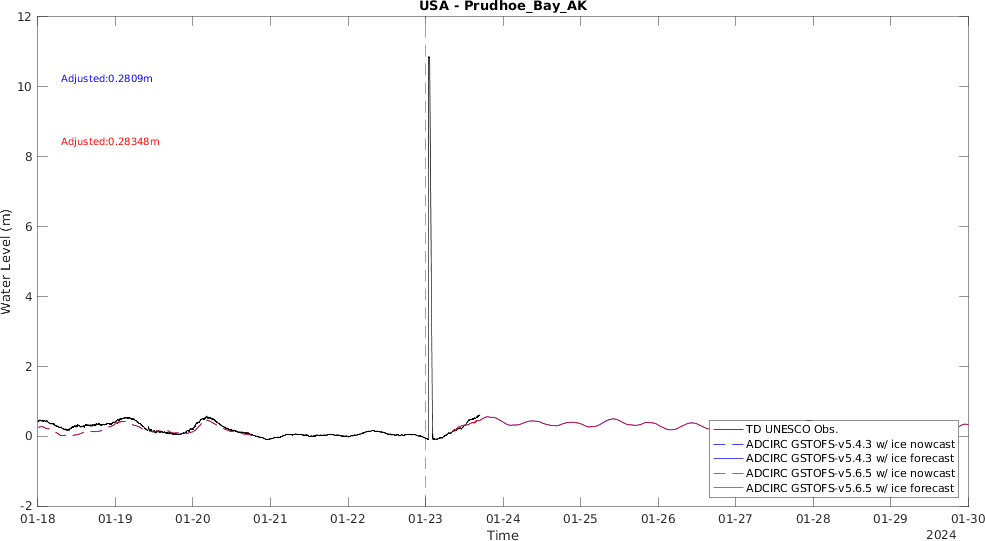 USA - Prudhoe_Bay_AK
12
10
8
6
4
2
0
-2
Water Level (m)
Adjusted:0.2809m
Adjusted:0.28348m
TD UNESCO Obs.
ADCIRC GSTOFS-v5.4.3 w/ ice nowcast
ADCIRC GSTOFS-v5.4.3 w/ ice forecast
ADCIRC GSTOFS-v5.6.5 w/ ice nowcast
ADCIRC GSTOFS-v5.6.5 w/ ice forecast
01-18 01-19 01-20 01-21 01-22 01-23 01-24 01-25 01-26 01-27 01-28 01-29 01-30
Time
2024